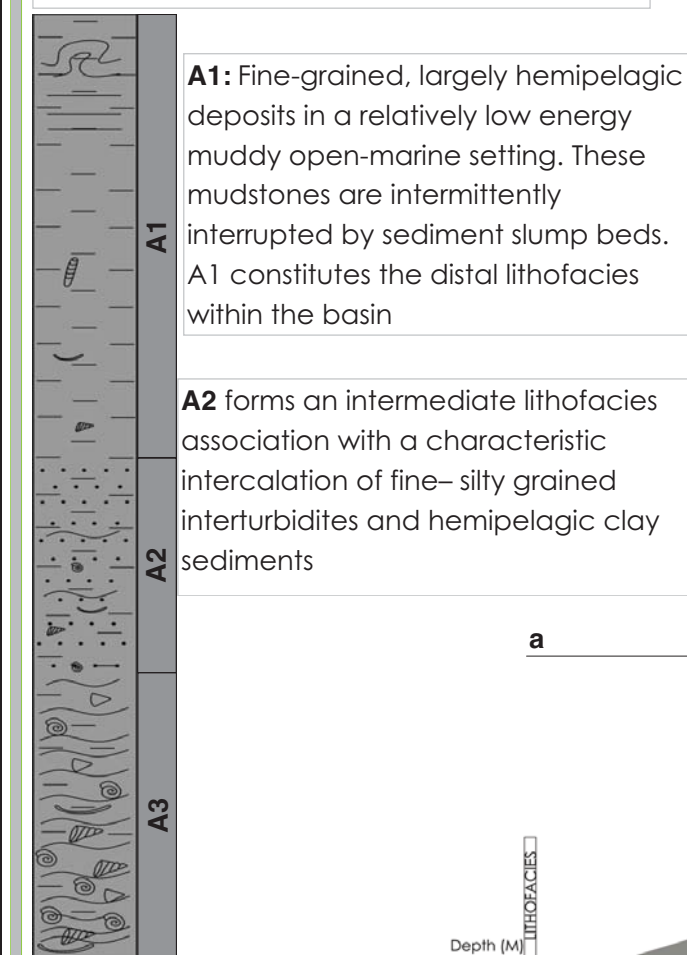 A1
A1: Fine-grained, largely hemipelagic
deposits in a relatively low energy
muddy open-marine setting. These
mudstones are intermittently
interrupted by sediment slump beds.
A1 constitutes the distal lithofacies
within the basin
A2
A2 forms an intermediate lithofacies
association with a characteristic
intercalation of fine– silty grained
interturbidites and hemipelagic clay
sediments
a
A3
LITHOFACIES
Depth (M)